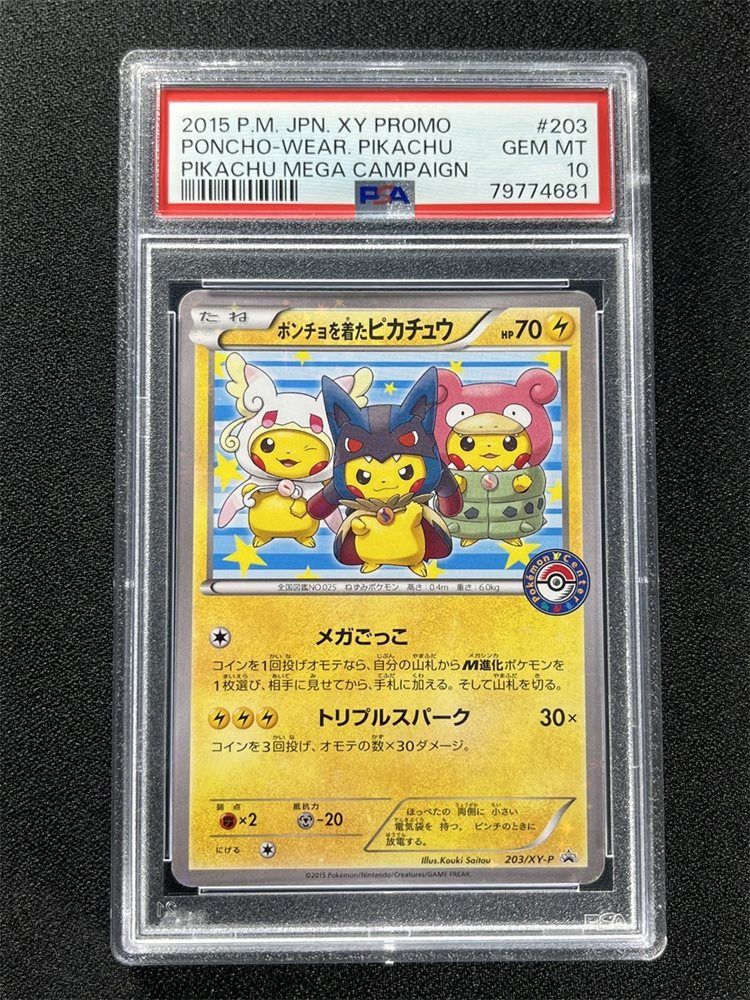 2015 P.M. JPN. XY PROMO #203
PONCHO-WEAR. PIKACHU GEM MT
PIKACHU MEGA CAMPAIGN 10
PSA 79774681
たね ポンチョを着たピカチュウ HP70
Pokémon Center
全国図鑑NO.025 ねずみポケモン 高さ:0.4m 重さ:6.0kg
メガごっこ
コインを1回投げオモテなら、自分の山札からM進化ポケモンを
1枚選び、相手に見せてから、手札に加える。そして山札を切る。
トリプルスパーク 30×
コインを3回投げ、オモテの数×30ダメージ。
弱点 抵抗力
×2 -20
にげる
ほっぺたの 両側に 小さい
電気袋を 持つ。 ピンチのときに
放電する。
Illus.Kouki Saitou 203/XY-P
©2015 Pokémon/Nintendo/Creatures/GAME FREAK.
PSA